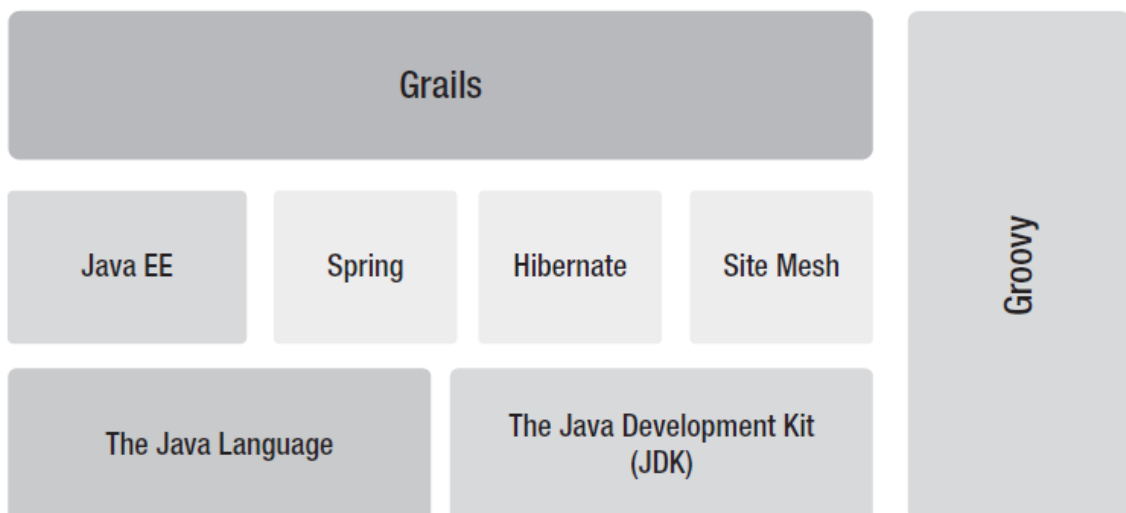 Grails
Java EE
Spring
Hibernate
Site Mesh
Groovy
The Java Language
The Java Development Kit
(JDK)